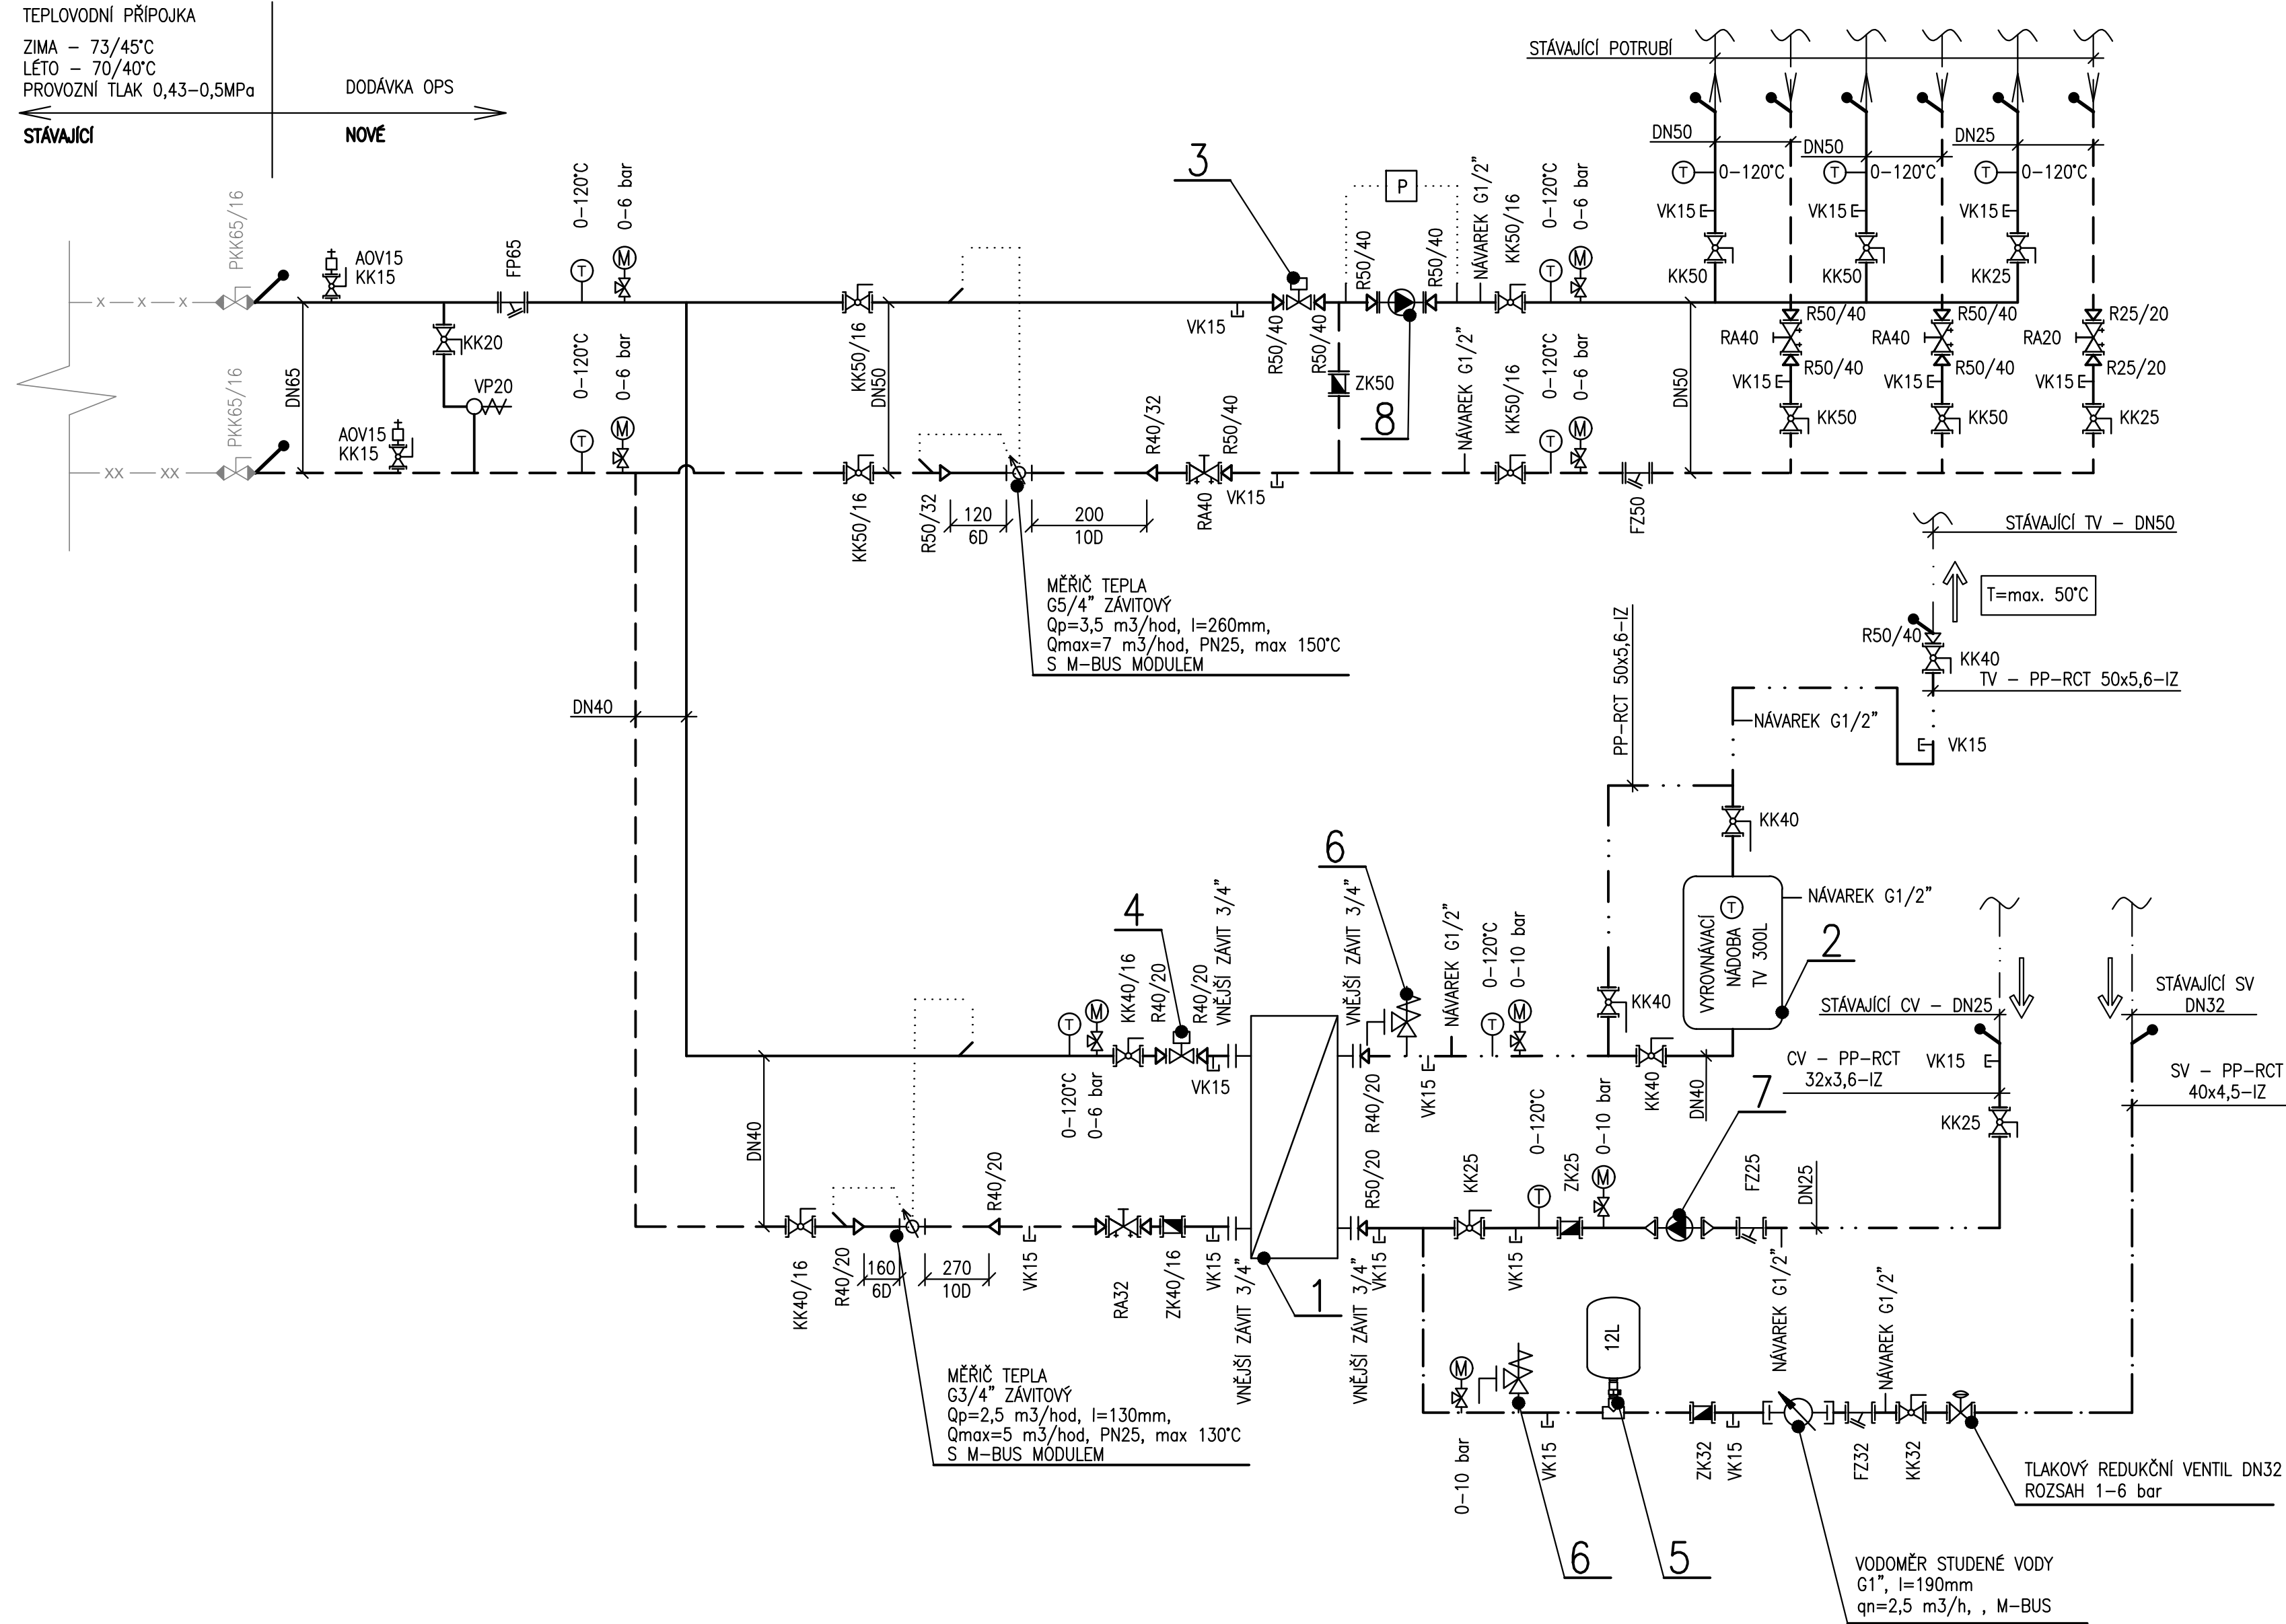 TEPLOVODNÍ PŘÍPOJKA
ZIMA – 73/45°C
LÉTO – 70/40°C
PROVOZNÍ TLAK 0,43–0,5MPa
DODÁVKA OPS
STÁVAJÍCÍ
NOVÉ
STÁVAJÍCÍ POTRUBÍ
DN50
DN50
DN25
T
0–120°C
T
0–120°C
T
0–120°C
VK15
VK15
VK15
KK50
KK50
KK25
PKK65/16
X
X
X
AOV15
KK15
FP65
0–120°C
0–6 bar
T
M
KK20
VP20
DN65
PKK65/16
XX
XX
AOV15
KK15
0–120°C
0–6 bar
T
M
KK50/16
DN50
3
P
VK15
R50/40
R50/40
R50/40
R50/40
NÁVAREK G1/2"
KK50/16
0–120°C
0–6 bar
T
M
ZK50
8
NÁVAREK G1/2"
KK50/16
0–120°C
0–6 bar
T
M
DN50
R50/40
RA40
R50/40
VK15
KK50
R50/40
RA40
R50/40
VK15
KK50
R25/20
RA20
R25/20
VK15
KK25
KK50/16
R50/32
120
6D
200
10D
R40/32
R50/40
RA40
VK15
FZ50
MĚŘIČ TEPLA
G5/4" ZÁVITOVÝ
Qp=3,5 m3/hod, l=260mm,
Qmax=7 m3/hod, PN25, max 150°C
S M–BUS MODULEM
STÁVAJÍCÍ TV – DN50
T=max. 50°C
R50/40
KK40
TV – PP–RCT 50x5,6–IZ
PP–RCT 50x5,6–IZ
NÁVAREK G1/2"
VK15
DN40
KK40
NÁVAREK G1/2"
VYROVNÁVACÍ
NÁDOBA
TV 300L
T
2
KK40
KK40
DN40
6
4
VNĚJŠÍ ZÁVIT 3/4"
VNĚJŠÍ ZÁVIT 3/4"
NÁVAREK G1/2"
0–120°C
0–10 bar
T
M
KK40/16
R40/20
R40/20
T
M
0–120°C
0–6 bar
VK15
R40/20
VK15
STÁVAJÍCÍ CV – DN25
STÁVAJÍCÍ SV
DN32
CV – PP–RCT
32x3,6–IZ
VK15
SV – PP–RCT
40x4,5–IZ
KK25
7
DN40
KK40/16
R40/20
160
6D
270
10D
R40/20
VK15
RA32
ZK40/16
VK15
VNĚJŠÍ ZÁVIT 3/4"
1
VNĚJŠÍ ZÁVIT 3/4"
R50/20
VK15
KK25
VK15
0–120°C
T
ZK25
0–10 bar
M
FZ25
NÁVAREK G1/2"
DN25
MĚŘIČ TEPLA
G3/4" ZÁVITOVÝ
Qp=2,5 m3/hod, l=130mm,
Qmax=5 m3/hod, PN25, max 130°C
S M–BUS MODULEM
M
0–10 bar
VK15
12L
6
5
ZK32
VK15
FZ32
NÁVAREK G1/2"
KK32
TLAKOVÝ REDUKČNÍ VENTIL DN32
ROZSAH 1–6 bar
VODOMĚR STUDENÉ VODY
G1", l=190mm
qn=2,5 m3/h, , M–BUS